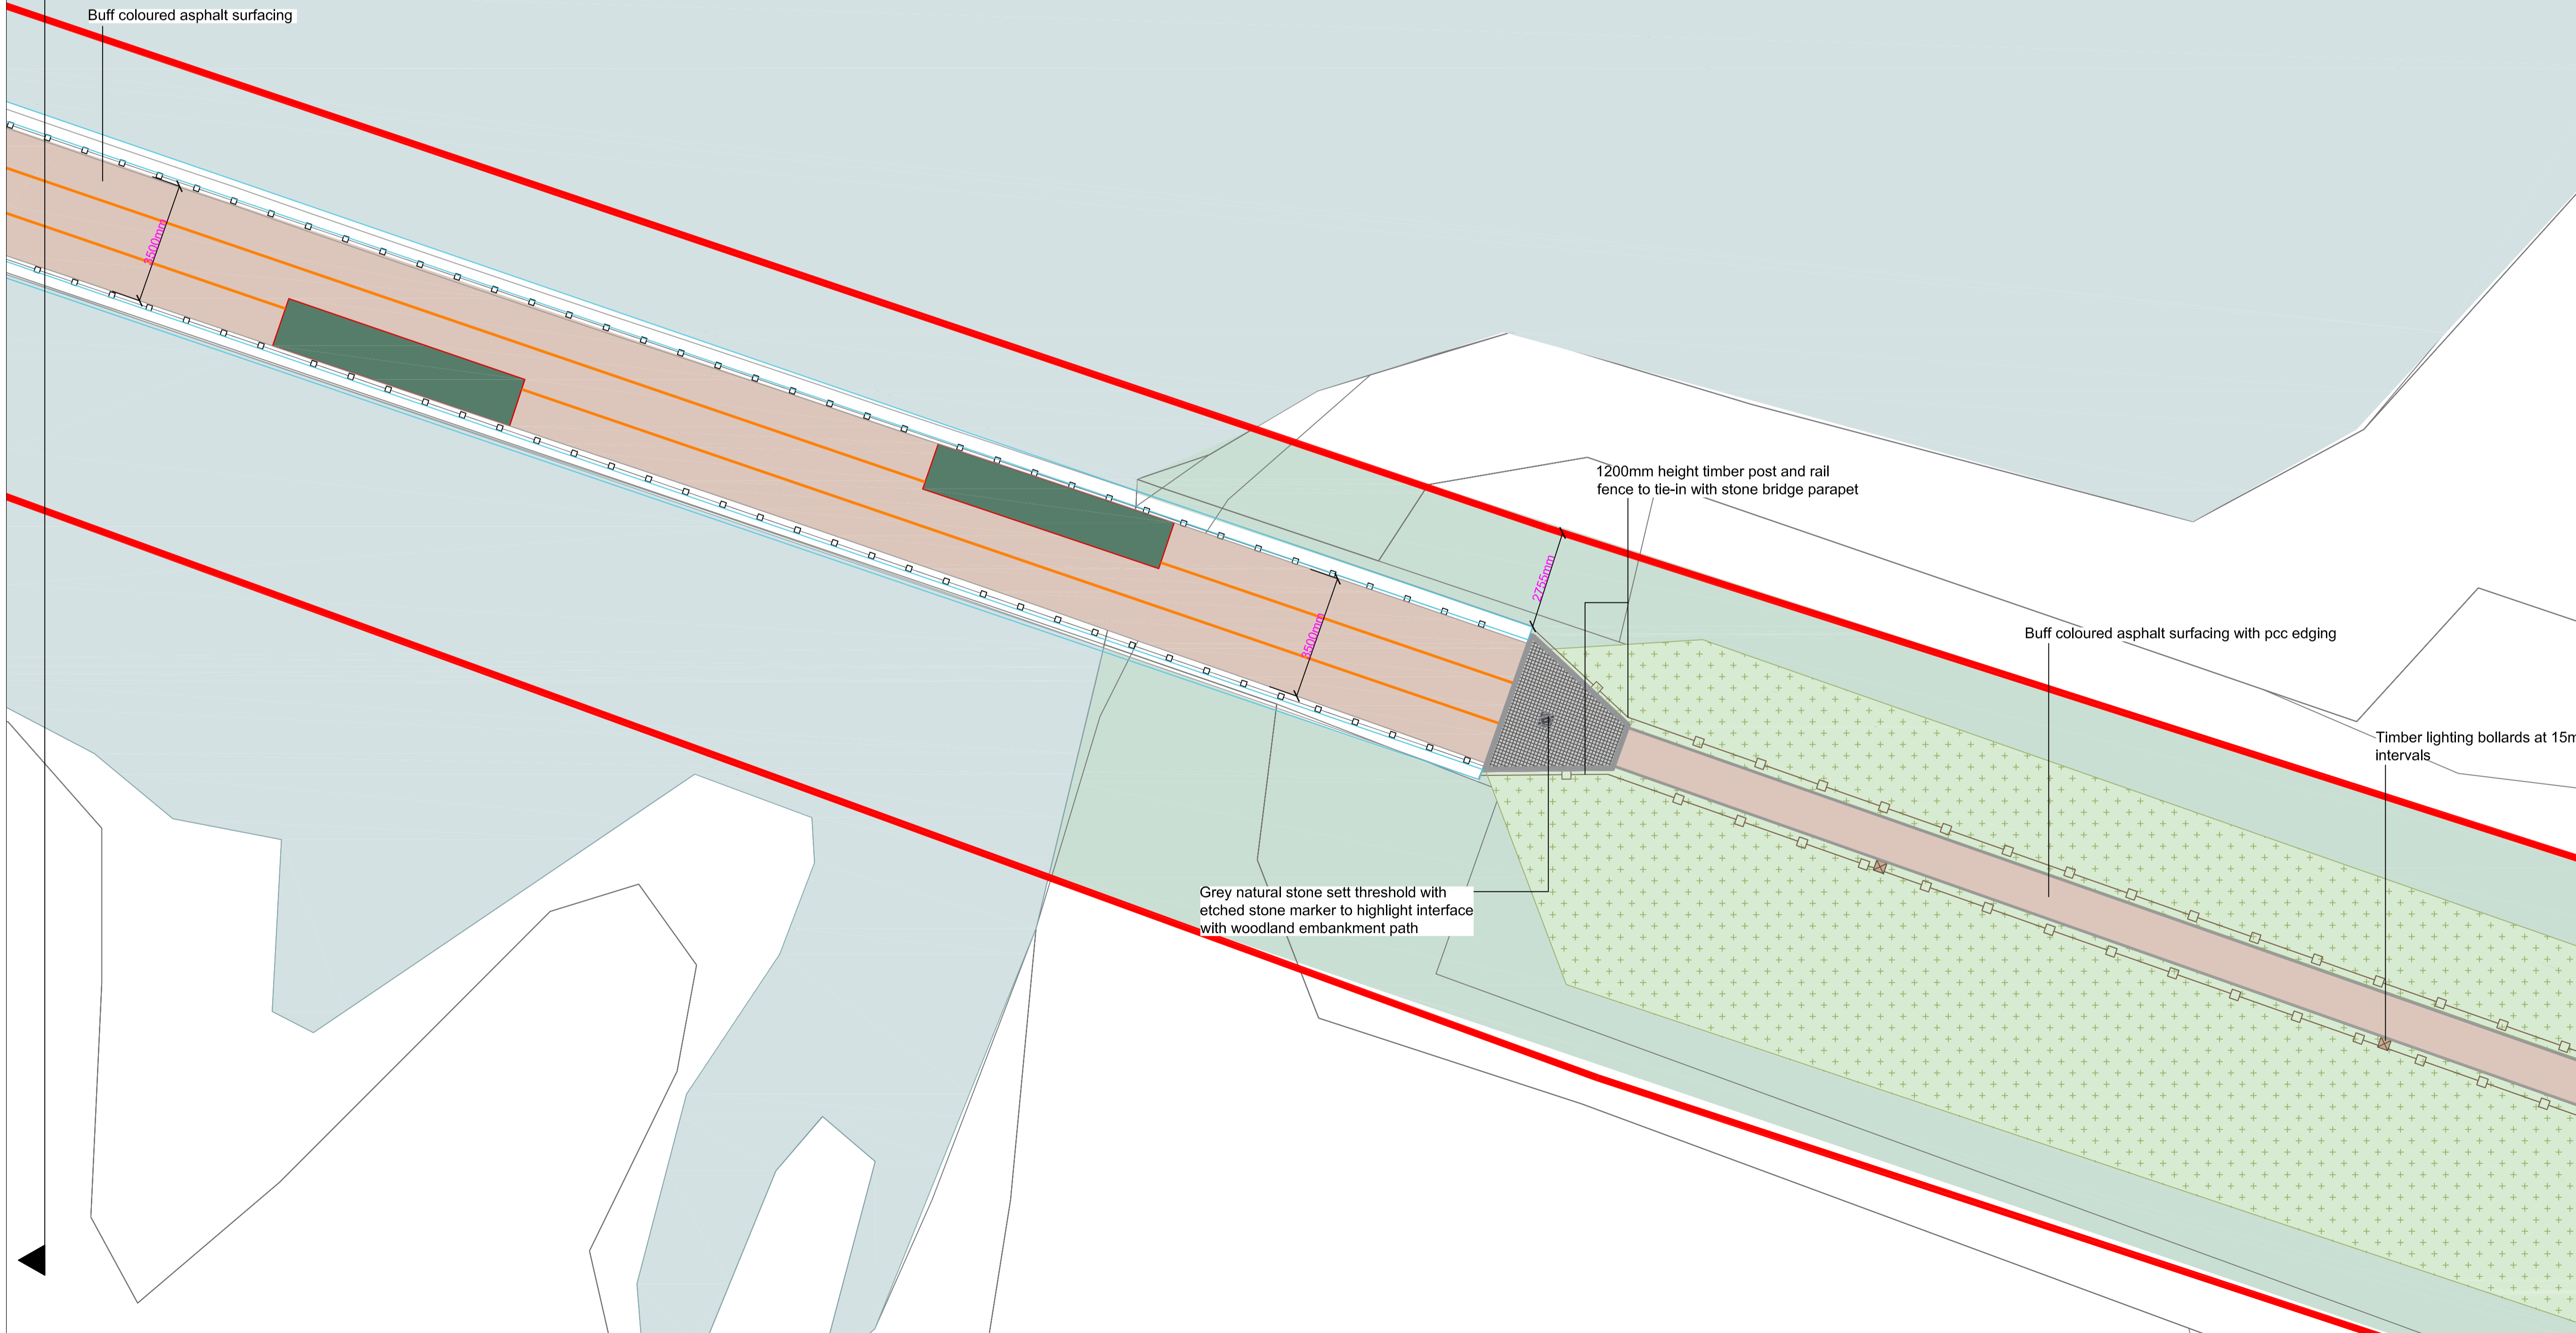 Buff coloured asphalt surfacing
3500mm
1200mm height timber post and rail
fence to tie-in with stone bridge parapet
2755mm
3500mm
Buff coloured asphalt surfacing with pcc edging
Timber lighting bollards at 15m
intervals
Grey natural stone sett threshold with
etched stone marker to highlight interface
with woodland embankment path